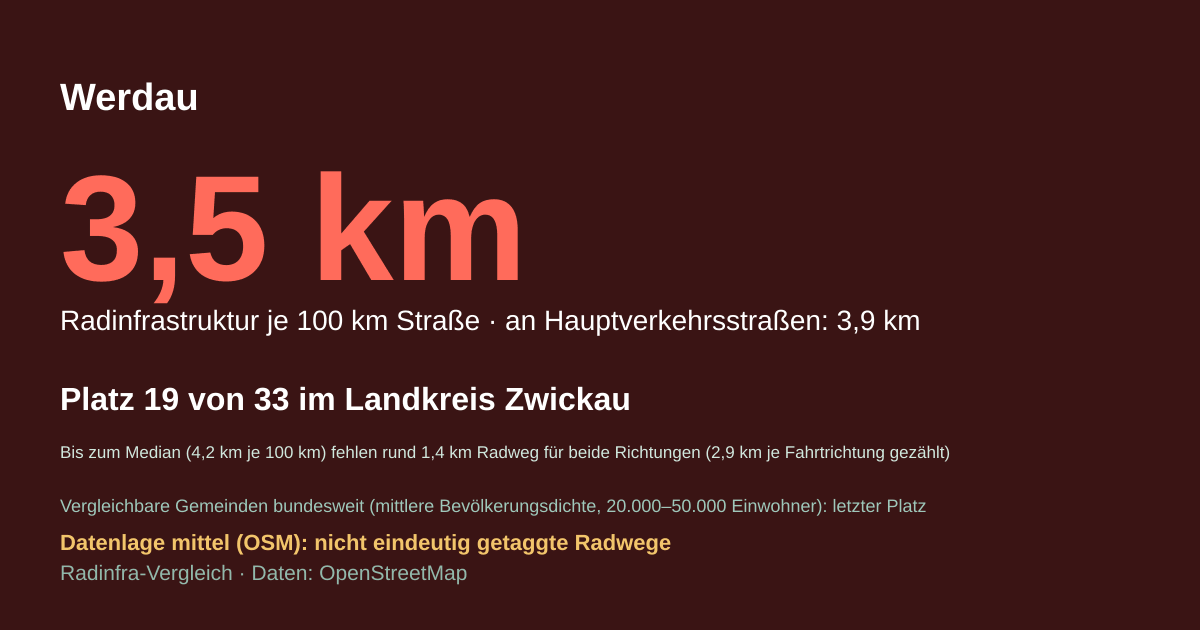 Werdau
3,5 km
Radinfrastruktur je 100 km Straße · an Hauptverkehrsstraßen: 3,9 km
Platz 19 von 33 im Landkreis Zwickau
Bis zum Median (4,2 km je 100 km) fehlen rund 1,4 km Radweg für beide Richtungen (2,9 km je Fahrtrichtung gezählt)
Vergleichbare Gemeinden bundesweit (mittlere Bevölkerungsdichte, 20.000–50.000 Einwohner): letzter Platz
Datenlage mittel (OSM): nicht eindeutig getaggte Radwege
Radinfra-Vergleich · Daten: OpenStreetMap